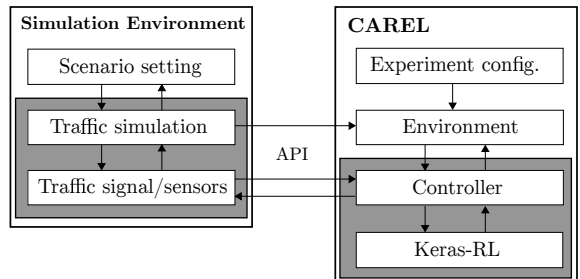 Simulation Environment
Scenario setting
Traffic simulation
Traffic signal/sensors
API
CAREL
Experiment config.
Environment
Controller
Keras-RL